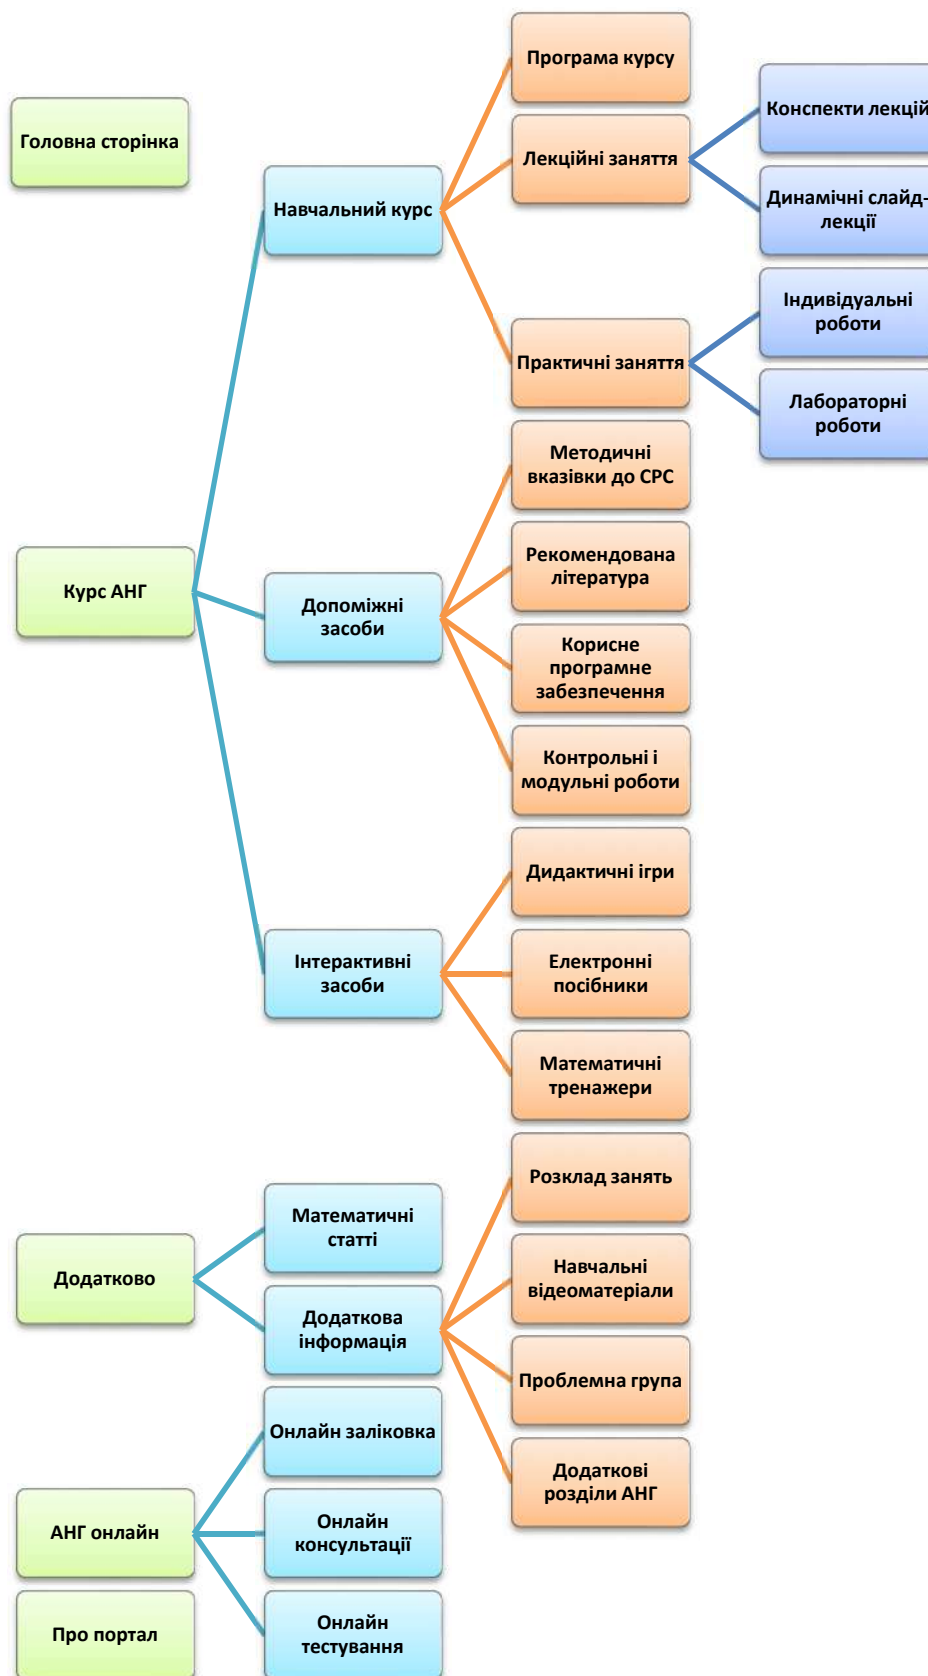 Головна сторінка
Курс АНГ
Навчальний курс
Програма курсу
Лекційні заняття
Конспекти лекцій
Динамічні слайд-
лекції
Практичні заняття
Індивідуальні
роботи
Лабораторні
роботи
Допоміжні
засоби
Методичні
вказівки до СРС
Рекомендована
література
Корисне
програмне
забезпечення
Контрольні і
модульні роботи
Інтерактивні
засоби
Дидактичні ігри
Електронні
посібники
Математичні
тренажери
Додатково
Математичні
статті
Додаткова
інформація
Розклад занять
Навчальні
відеоматеріали
Проблемна група
Додаткові
розділи АНГ
АНГ онлайн
Онлайн заліковка
Онлайн
консультації
Онлайн
тестування
Про портал